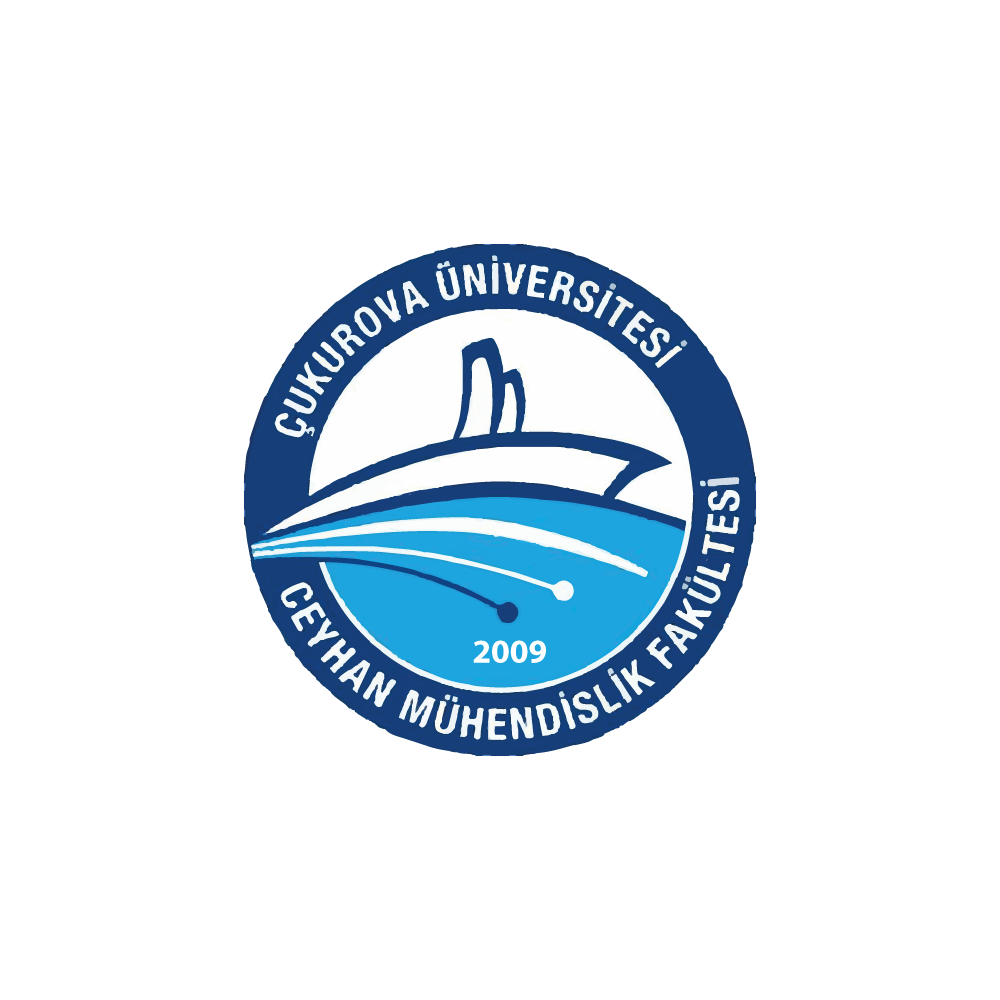 ÇUKUROVA ÜNİVERSİTESİ
2009
CEYHAN MÜHENDİSLİK FAKÜLTESİ